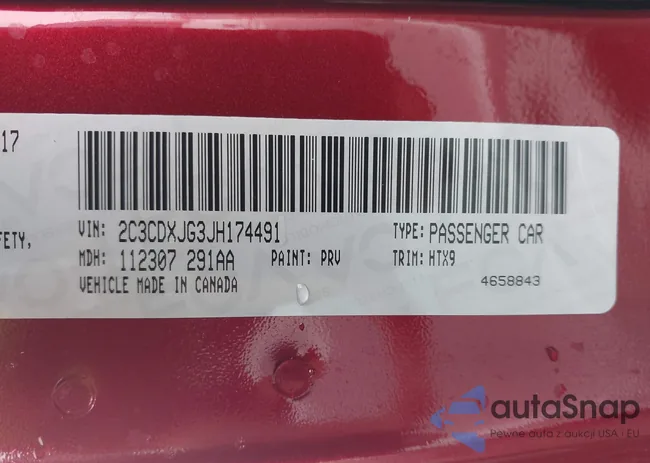 17
VIN: 2C3CDXJG3JH174491 TYPE: PASSENGER CAR
FETY,
MDH: 112307 291AA PAINT: PRV TRIM: HTX9
VEHICLE MADE IN CANADA 4658843
autaSnap
Pewne auta z aukcji USA - EU